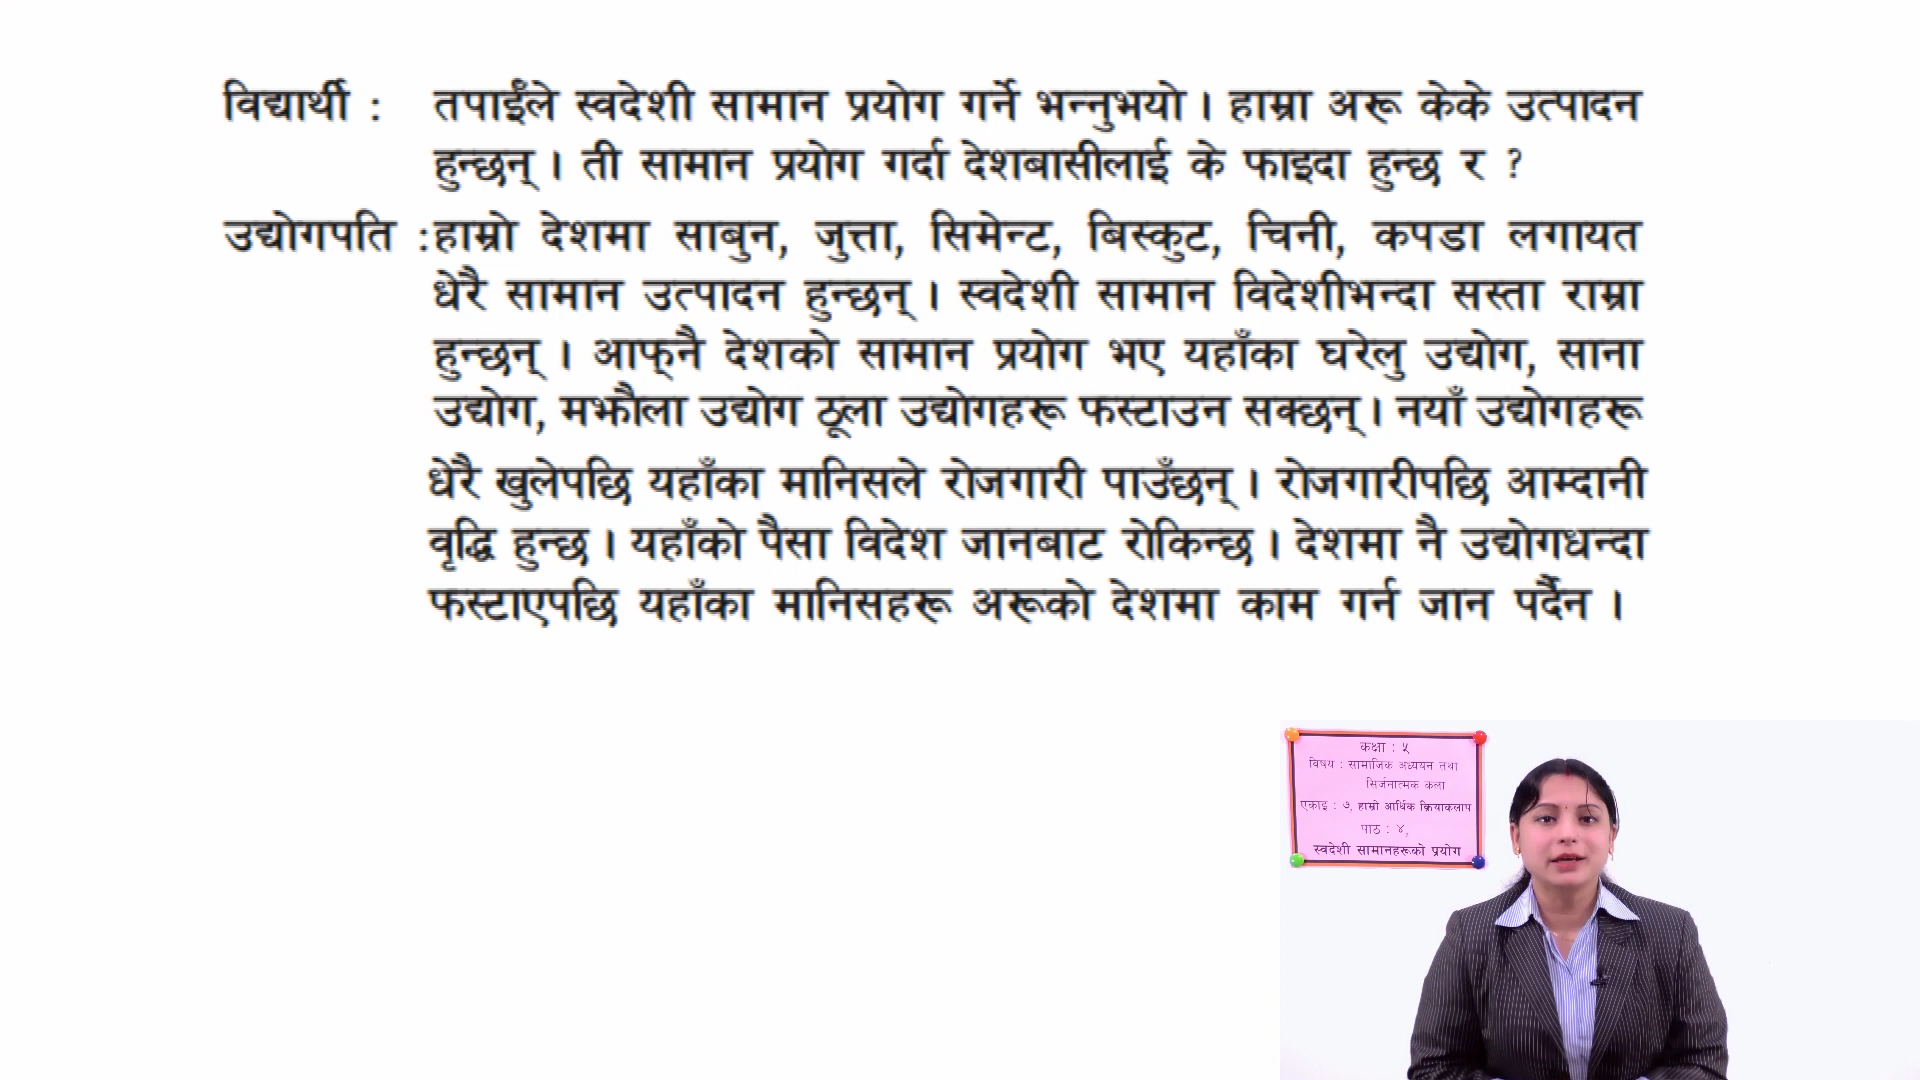 विद्यार्थी : तपाईंले स्वदेशी सामान प्रयोग गर्ने भन्नुभयो । हाम्रा अरू केके उत्पादन
हुन्छन् । ती सामान प्रयोग गर्दा देशबासीलाई के फाइदा हुन्छ र ?
उद्योगपति :हाम्रो देशमा साबुन, जुत्ता, सिमेन्ट, बिस्कुट, चिनी, कपडा लगायत
धेरै सामान उत्पादन हुन्छन् । स्वदेशी सामान विदेशीभन्दा सस्ता राम्रा
हुन्छन् । आफ्‌नै देशको सामान प्रयोग भए यहाँका घरेलु उद्योग, साना
उद्योग, मझौला उद्योग ठूला उद्योगहरू फस्टाउन सक्छन् । नयाँ उद्योगहरू
धेरै खुलेपछि यहाँका मानिसले रोजगारी पाउँछन् । रोजगारीपछि आम्दानी
वृद्धि हुन्छ । यहाँको पैसा विदेश जानबाट रोकिन्छ । देशमा नै उद्योगधन्दा
फस्टाएपछि यहाँका मानिसहरू अरूको देशमा काम गर्न जान पर्दैन ।
कक्षा : ५
विषय : सामाजिक अध्ययन तथा
सिर्जनात्मक कला
एकाइ : ७, हाम्रो आर्थिक क्रियाकलाप
पाठ : ४,
स्वदेशी सामानहरूको प्रयोग